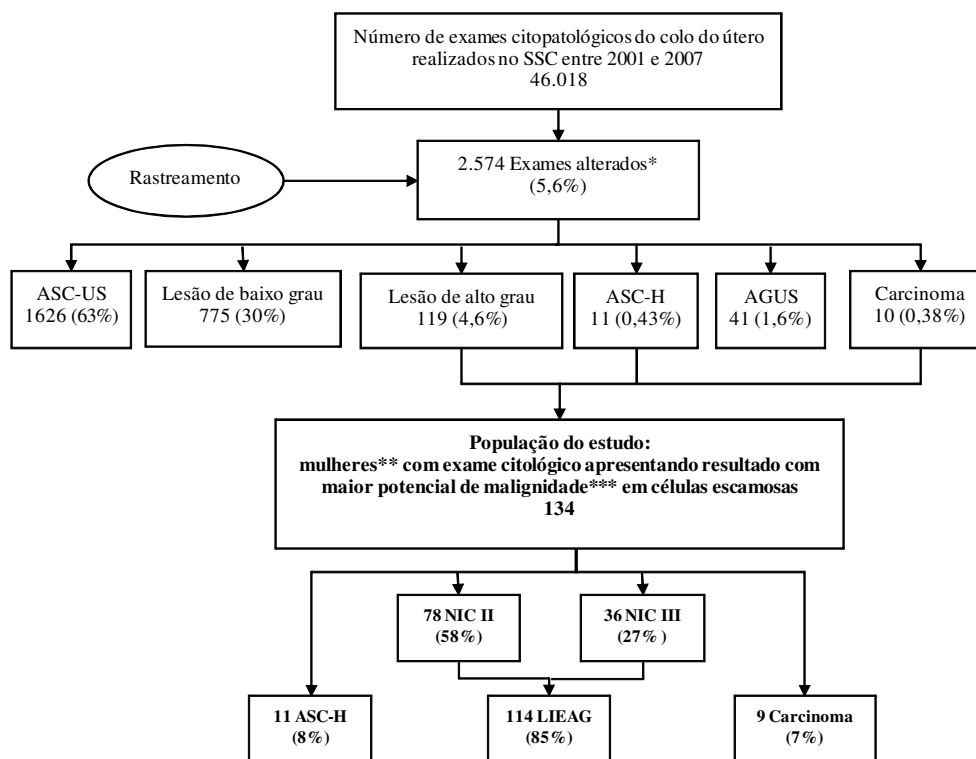 Número de exames citopatológicos do colo do útero
realizados no SSC entre 2001 e 2007
46.018
Rastreamento
2.574 Exames alterados*
(5,6%)
ASC-US
1626 (63%)
Lesão de baixo grau
775 (30%)
Lesão de alto grau
119 (4,6%)
ASC-H
11 (0,43%)
AGUS
41 (1,6%)
Carcinoma
10 (0,38%)
População do estudo:
mulheres** com exame citológico apresentando resultado com
maior potencial de malignidade*** em células escamosas
134
78 NIC II
(58%)
36 NIC III
(27% )
11 ASC-H
(8%)
114 LIEAG
(85%)
9 Carcinoma
(7%)